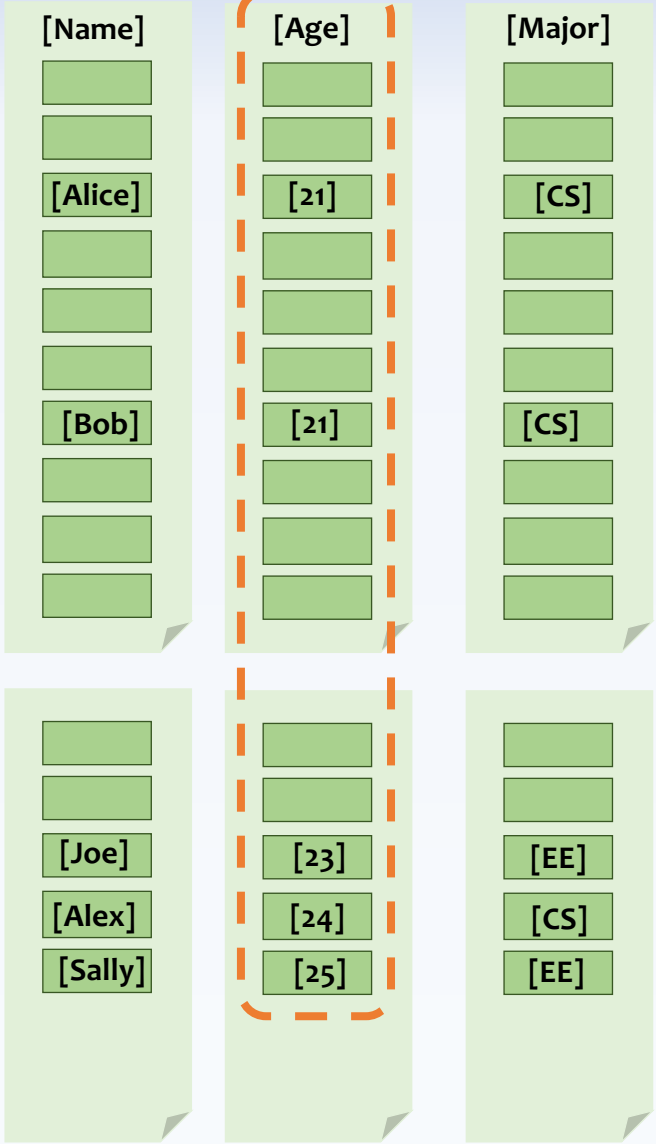 [Name] [Age] [Major]
[Alice] [21] [CS]
[Bob] [21] [CS]
[Joe] [23] [EE]
[Alex] [24] [CS]
[Sally] [25] [EE]